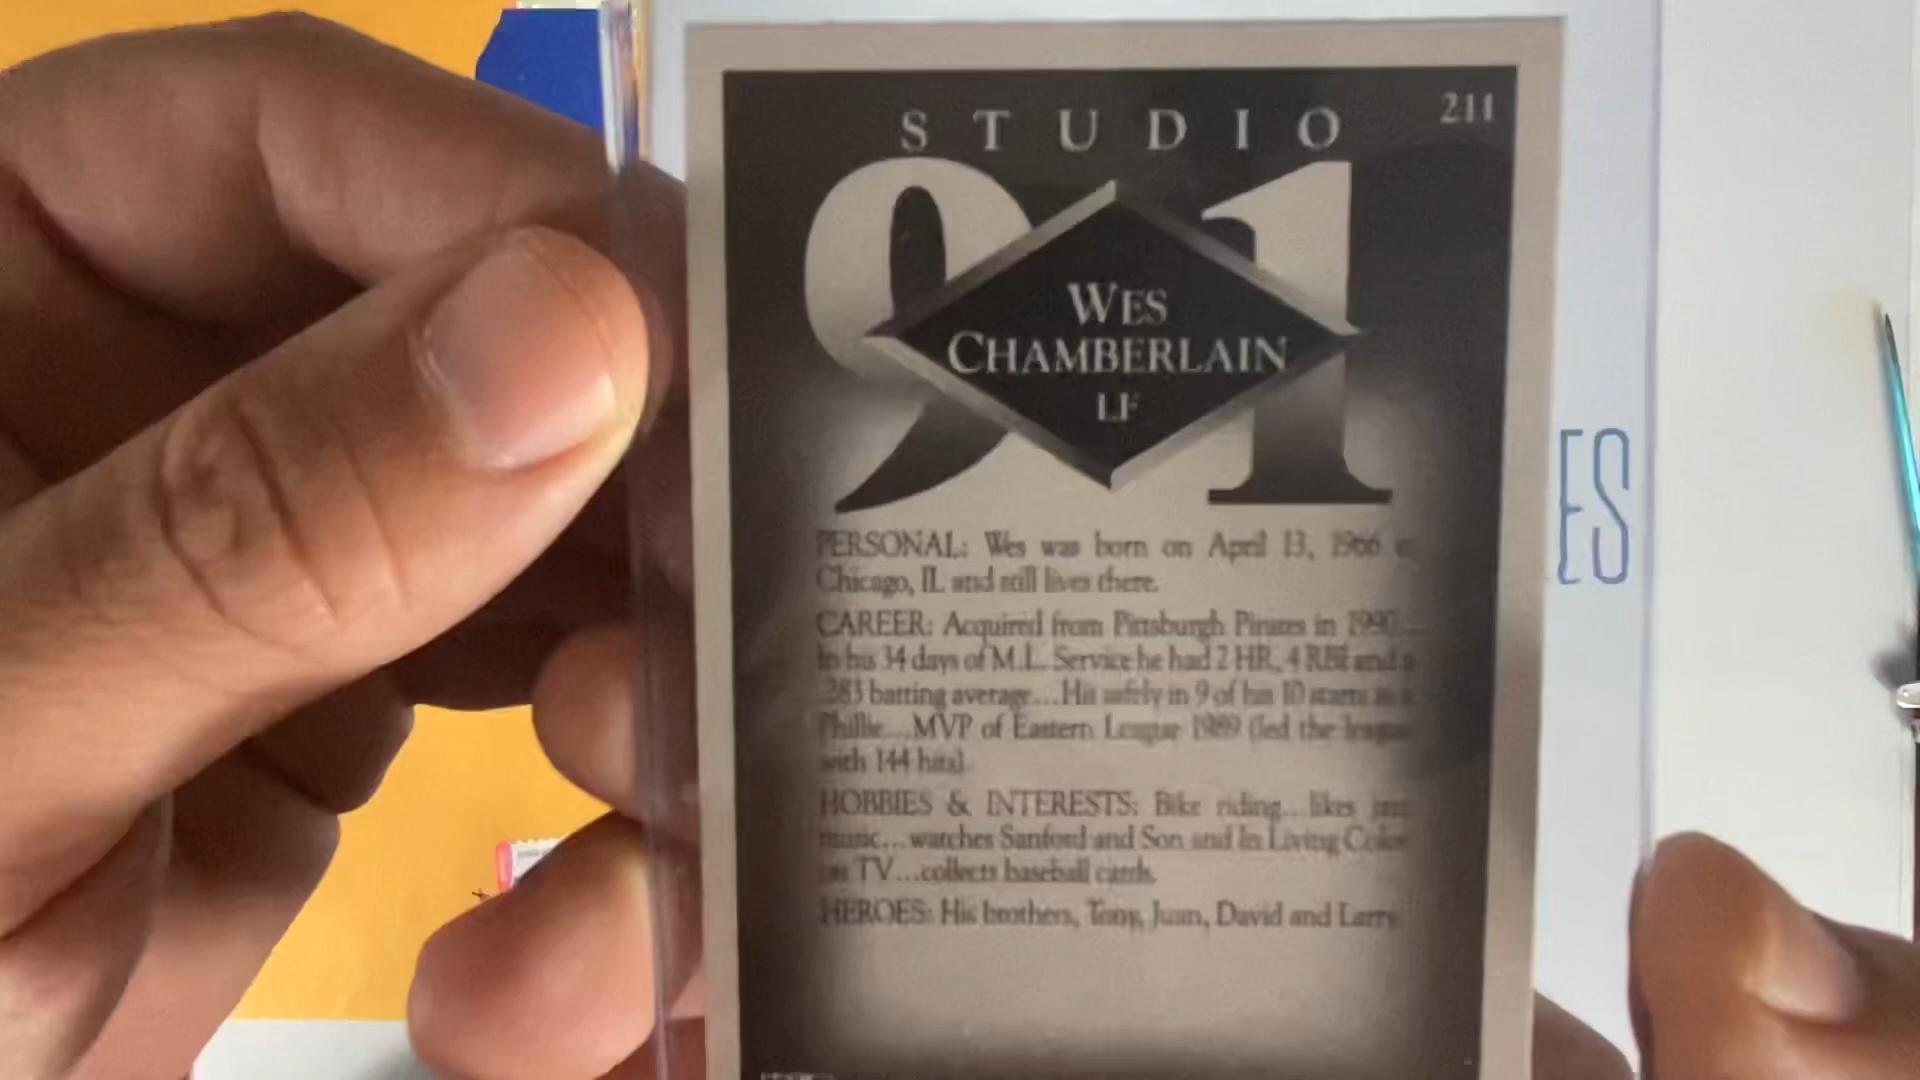 STUDIO
211
91
WES
CHAMBERLAIN
LF
PERSONAL: Wes was born on April 13, 1966
Chicago, IL and still lives there.
CAREER: Acquired from Pittsburgh Pirates in 1990...
In his 34 days of M.L. Service he had 2 HR, 4 RBI and a
.283 batting average....Hit safely in 9 of his 10 starts as a
Phillie....MVP of Eastern League 1989 (led the league
with 144 hits).
HOBBIES & INTERESTS: Bike riding...likes jazz
music...watches Sanford and Son and In Living Color
on TV...collects baseball cards.
HEROES: His brothers, Tony, Juan, David and Larry.
ES